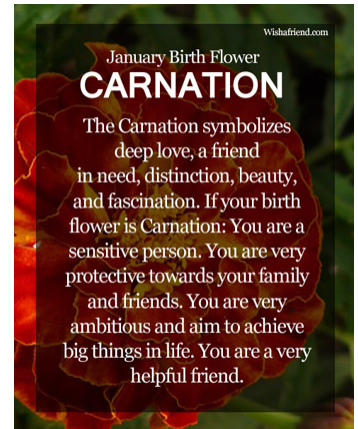 Wishafriend.com
January Birth Flower
CARNATION
The Carnation symbolizes
deep love, a friend
in need, distinction, beauty,
and fascination. If your birth
flower is Carnation: You are a
sensitive person. You are very
protective towards your family
and friends. You are very
ambitious and aim to achieve
big things in life. You are a very
helpful friend.